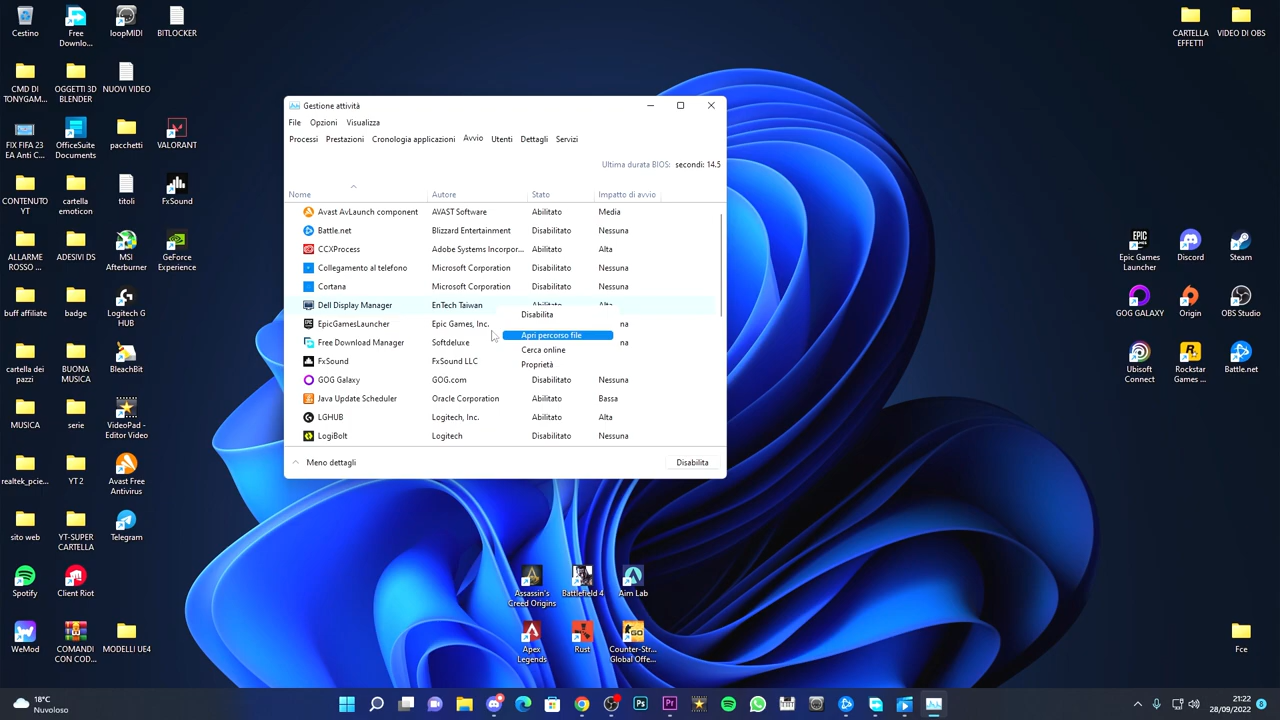 Cestino
Free
Downlo...
loopMIDI
BITLOCKER
CARTELLA
EFFETTI
VIDEO DI OBS
CMD DI
TONYGAM...
OGGETTI 3D
BLENDER
NUOVI VIDEO
FIX FIFA 23
EA Anti C...
OfficeSuite
Documents
pacchetti
VALORANT
CONTENUTO
YT
cartella
emoticon
titoli
FxSound
ALLARME
ROSSO ...
ADESIVI DS
MSI
Afterburner
GeForce
Experience
buff affiliate
badge
Logitech G
HUB
cartella dei
pazzi
BUONA
MUSICA
BleachBit
MUSICA
serie
VideoPad -
Editor Video
realtek_pcie...
YT 2
Avast Free
Antivirus
sito web
YT-SUPER
CARTELLA
Telegram
Spotify
Client Riot
WeMod
COMANDI
CON COD...
MODELLI UE4
Gestione attività
File Opzioni Visualizza
Processi Prestazioni Cronologia applicazioni Avvio Utenti Dettagli Servizi
Ultima durata BIOS: secondi: 14.5
Nome Autore Stato Impatto di avvio
Avast AvLaunch component AVAST Software Abilitato Media
Battle.net Blizzard Entertainment Disabilitato Nessuna
CCXProcess Adobe Systems Incorpor... Abilitato Alta
Collegamento al telefono Microsoft Corporation Disabilitato Nessuna
Cortana Microsoft Corporation Disabilitato Nessuna
Dell Display Manager EnTech Taiwan Abilitato Alta
Disabilita
EpicGamesLauncher Epic Games, Inc. na
Apri percorso file
Free Download Manager Softdeluxe na
Cerca online
FxSound FxSound LLC
Proprietà
GOG Galaxy GOG.com Disabilitato Nessuna
Java Update Scheduler Oracle Corporation Abilitato Bassa
LGHUB Logitech, Inc. Abilitato Alta
LogiBolt Logitech Disabilitato Nessuna
Meno dettagli Disabilita
Epic Games
Launcher
Discord
Steam
GOG GALAXY
Origin
OBS Studio
Ubisoft
Connect
Rockstar
Games ...
Battle.net
Assassin's
Creed Origins
Battlefield 4
Aim Lab
Apex
Legends
Rust
Counter-Str...
Global Offe...
Fce
18°C
Nuvoloso
21:22
28/09/2022